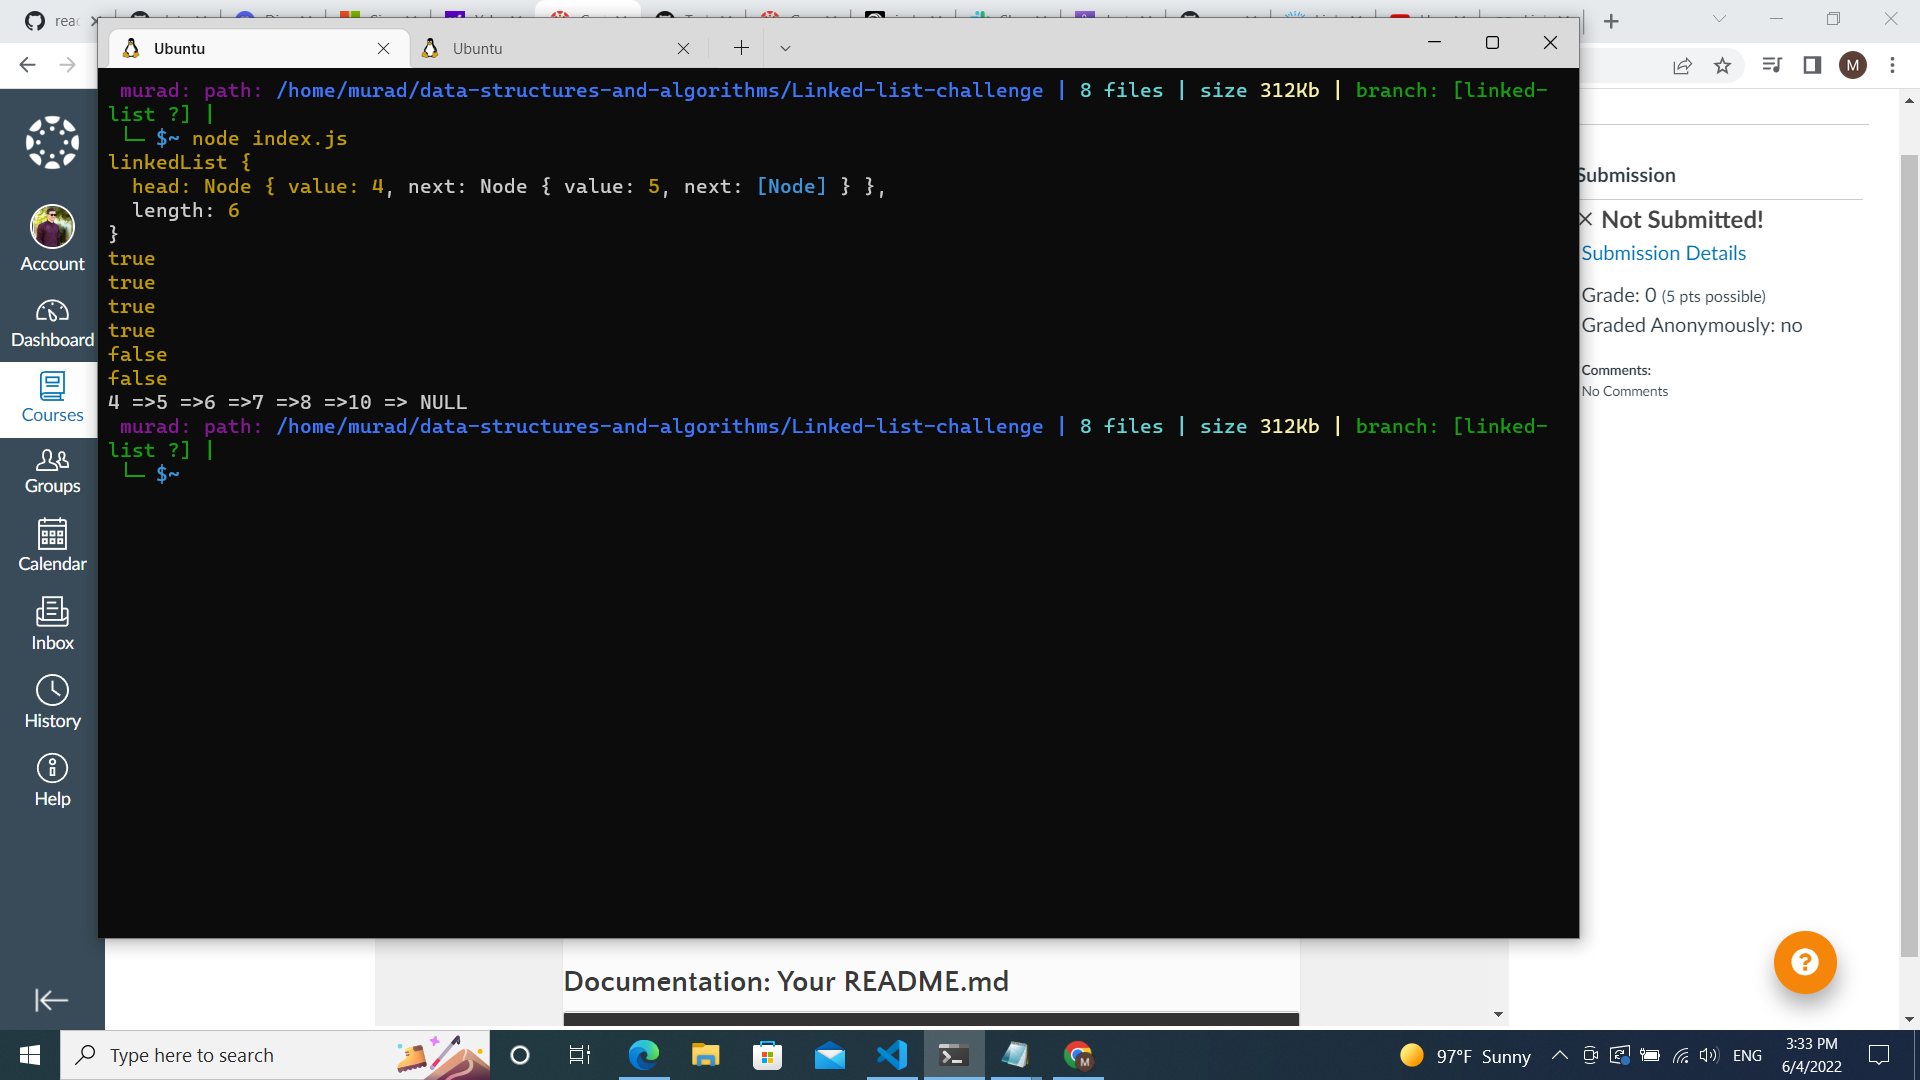 reac
Ubuntu
Ubuntu
murad: path: /home/murad/data-structures-and-algorithms/Linked-list-challenge | 8 files | size 312Kb | branch: [linked-
list ?] |
└─ $~ node index.js
linkedList {
head: Node { value: 4, next: Node { value: 5, next: [Node] } },
length: 6
}
true
true
true
true
false
false
4 =>5 =>6 =>7 =>8 =>10 => NULL
murad: path: /home/murad/data-structures-and-algorithms/Linked-list-challenge | 8 files | size 312Kb | branch: [linked-
list ?] |
└─ $~
M
Account
Dashboard
Courses
Groups
Calendar
Inbox
History
Help
Submission
Not Submitted!
Submission Details
Grade: 0 (5 pts possible)
Graded Anonymously: no
Comments:
No Comments
Documentation: Your README.md
Type here to search
M
97°F Sunny
ENG
3:33 PM
6/4/2022